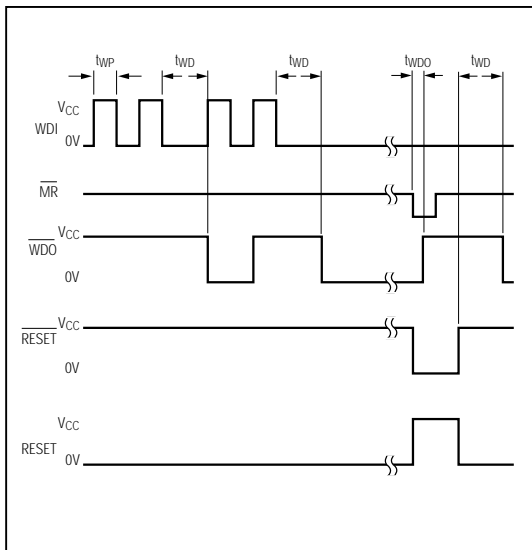 tWP tWD tWD tWDO tWD
VCC
WDI
0V
MR
VCC
WDO
0V
VCC
RESET
0V
VCC
RESET
0V